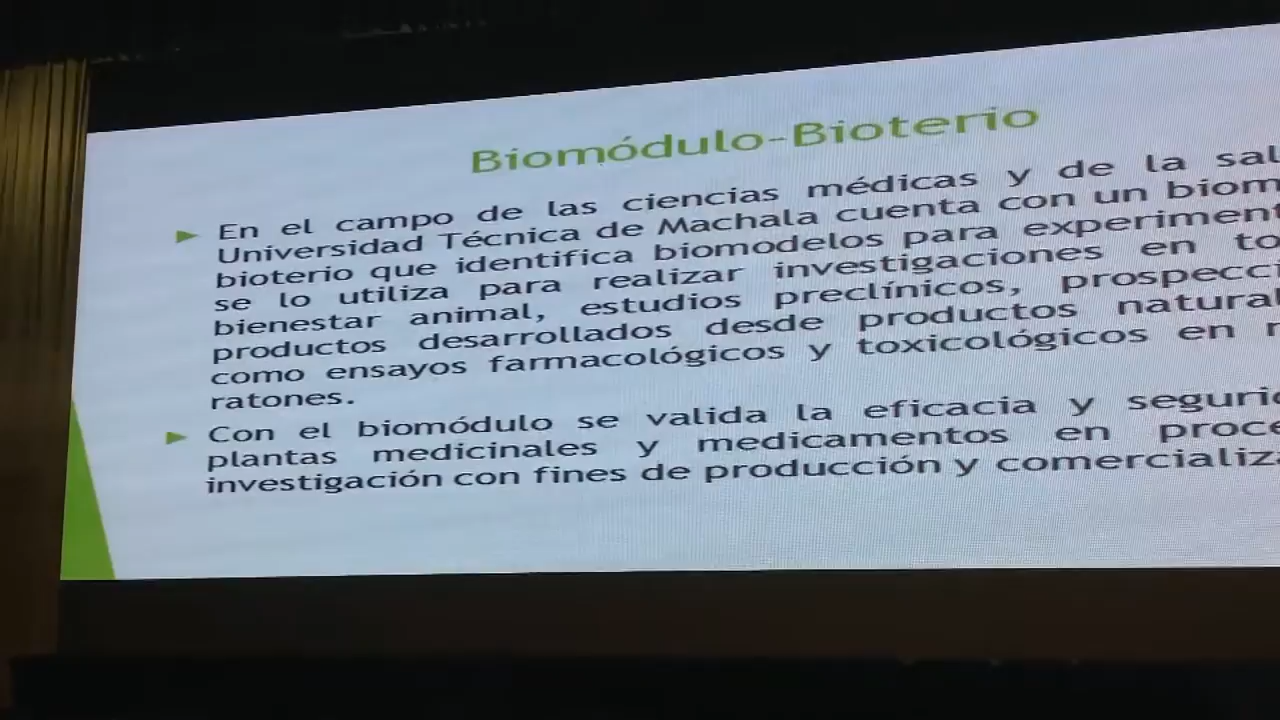 Biomódulo-Bioterio
En el campo de las ciencias médicas y de la
Universidad Técnica de Machala cuenta con un
bioterio que identifica biomodelos para
se lo utiliza para realizar investigaciones en
bienestar animal, estudios preclínicos,
productos desarrollados desde productos
como ensayos farmacológicos y toxicológicos en
ratones.
Con el biomódulo se valida la eficacia y
plantas medicinales y medicamentos en
investigación con fines de producción y